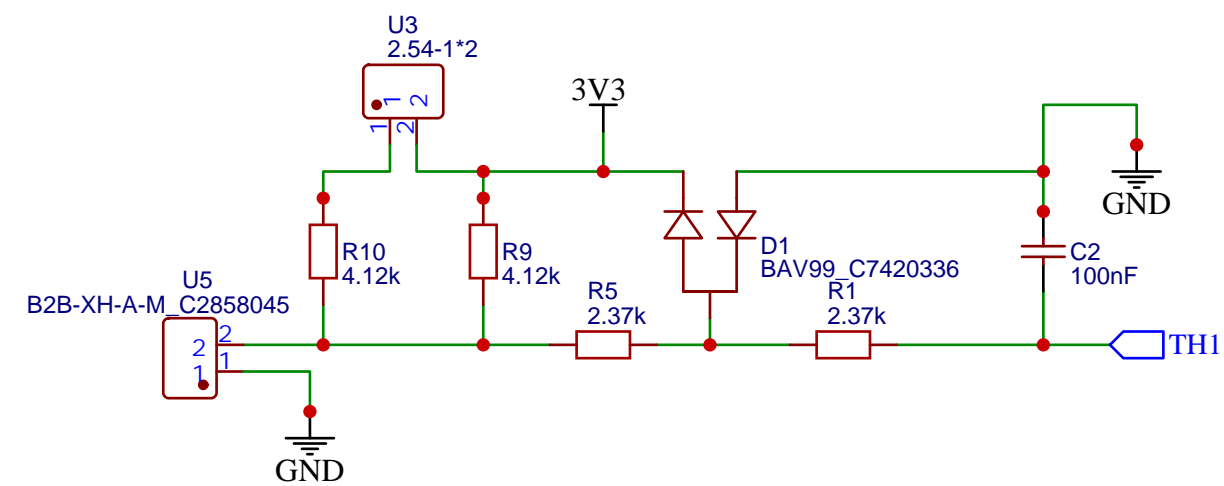 U3
2.54-1*2
1 2
1 2
3V3
GND
R10
4.12k
R9
4.12k
D1
BAV99_C7420336
C2
100nF
U5
B2B-XH-A-M_C2858045
R5
2.37k
R1
2.37k
2 2
1 1
TH1
GND